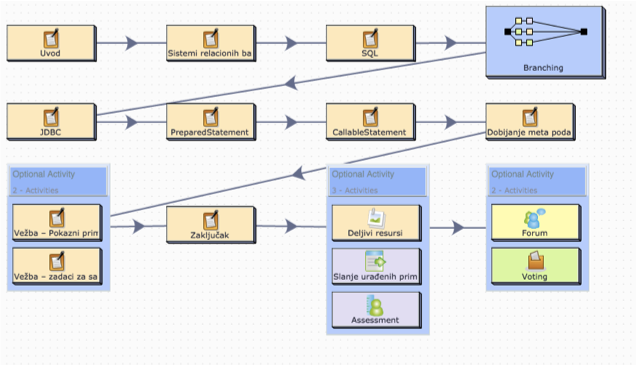 Uvod
Sistemi relacionih ba
SQL
Branching
JDBC
PreparedStatement
CallableStatement
Dobijanje meta poda
Optional Activity
2 - Activities
Vežba – Pokazni prin
Vežba – zadaci za sa
Zaključak
Optional Activity
3 - Activities
Deljivi resursi
Slanje urađenih prim
Assessment
Optional Activity
2 - Activities
Forum
Voting